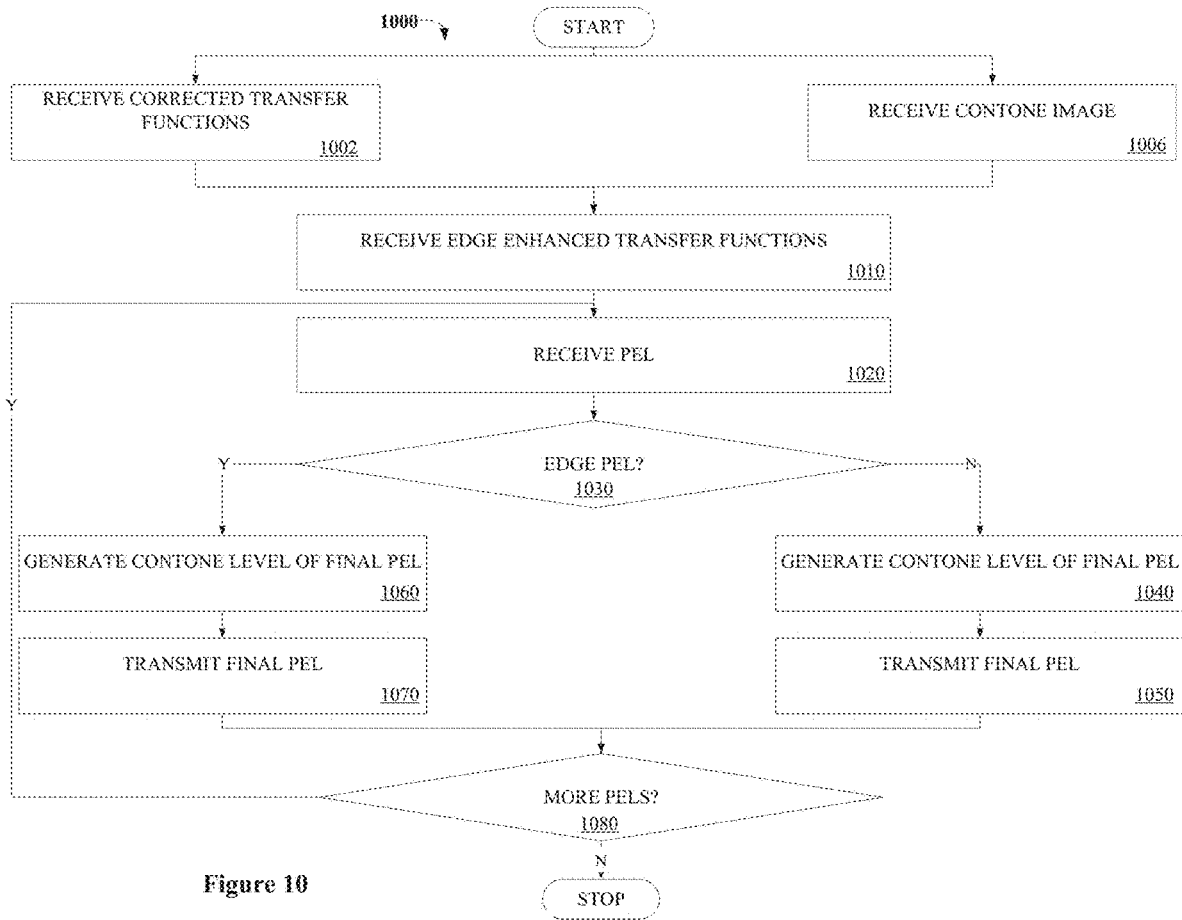 1000
START
RECEIVE CORRECTED TRANSFER
FUNCTIONS
1002
RECEIVE CONTONE IMAGE
1006
RECEIVE EDGE ENHANCED TRANSFER FUNCTIONS
1010
RECEIVE PEL
1020
Y
EDGE PEL?
1030
Y
N
GENERATE CONTONE LEVEL OF FINAL PEL
1060
GENERATE CONTONE LEVEL OF FINAL PEL
1040
TRANSMIT FINAL PEL
1070
TRANSMIT FINAL PEL
1050
MORE PELS?
1080
N
STOP
Figure 10